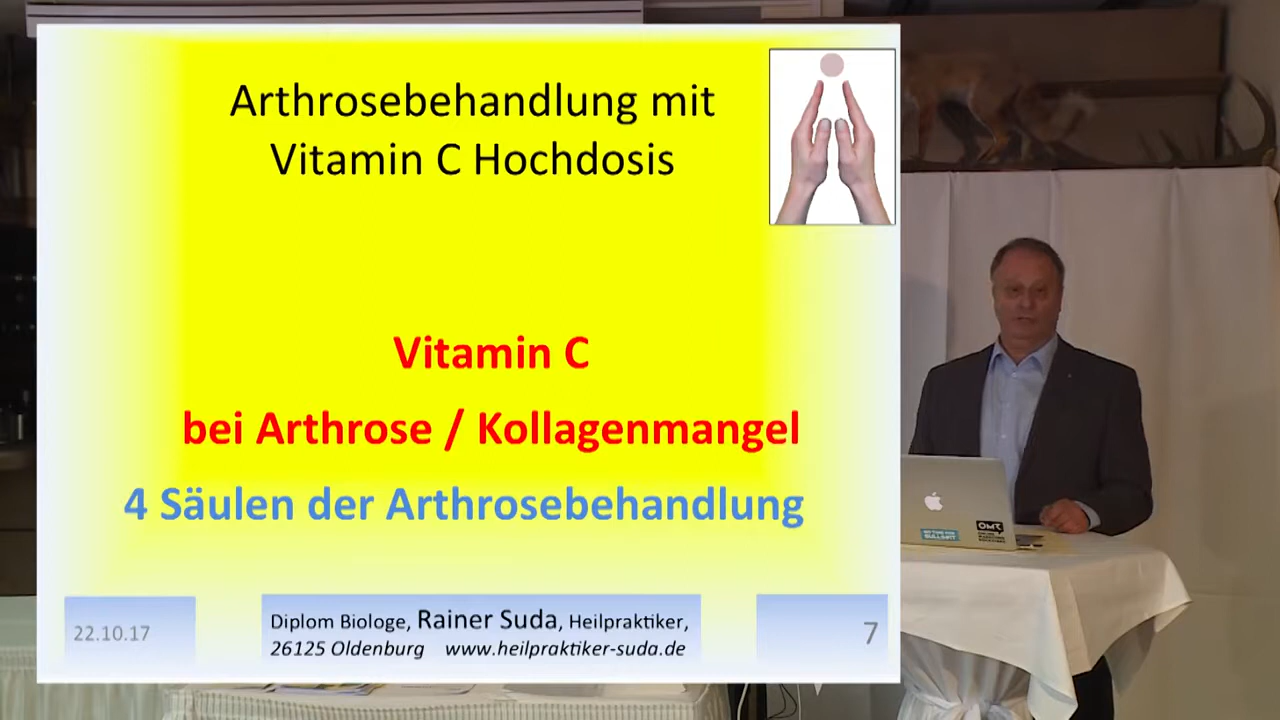 Arthrosebehandlung mit
Vitamin C Hochdosis
Vitamin C
bei Arthrose / Kollagenmangel
4 Säulen der Arthrosebehandlung
22.10.17
Diplom Biologe, Rainer Suda, Heilpraktiker,
26125 Oldenburg www.heilpraktiker-suda.de
7
OMR